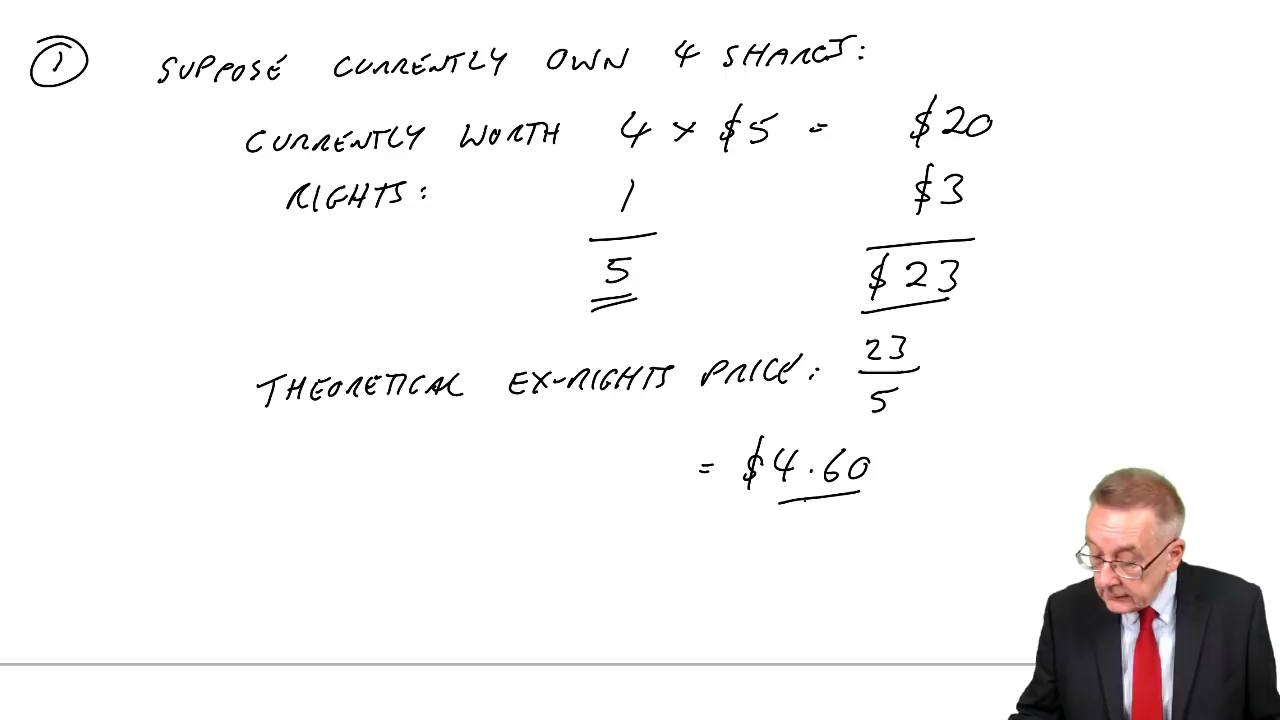 ① SUPPOSE CURRENTLY OWN 4 SHARES:
CURRENTLY WORTH 4 × $5 = $20
RIGHTS: 1 $3
5 $23
THEORETICAL EX-RIGHTS PRICE: 23/5
= $4.60